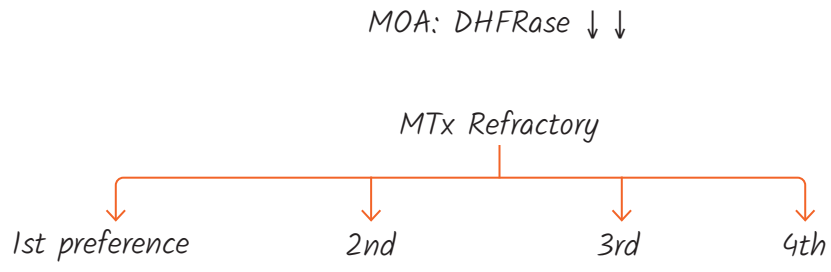 MOA: DHFRase ↓ ↓
MTx Refractory
1st preference 2nd 3rd 4th